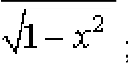 √1 − x² ;